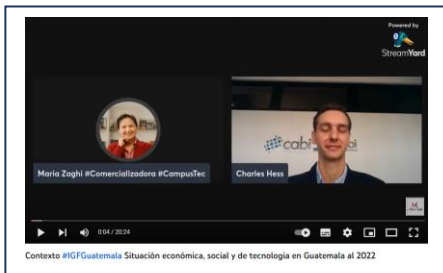 Powered by
StreamYard
cabi
Maria Zaghi #Comercializadora #CampusTec
Charles Hess
0:04 / 20:24
Contexto #IGFGuatemala Situación económica, social y de tecnología en Guatemala al 2022